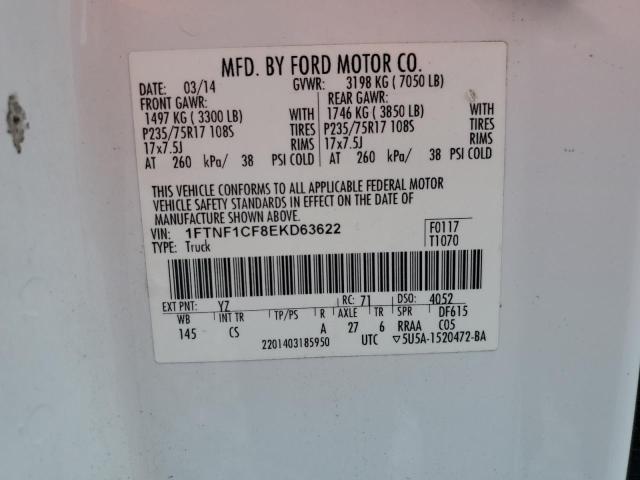 MFD. BY FORD MOTOR CO.
DATE: 03/14 GVWR: 3198 KG ( 7050 LB)
FRONT GAWR: REAR GAWR:
1497 KG ( 3300 LB) WITH 1746 KG ( 3850 LB) WITH
P235/75R17 108S TIRES P235/75R17 108S TIRES
17x7.5J RIMS 17x7.5J RIMS
AT 260 kPa/ 38 PSI COLD AT 260 kPa/ 38 PSI COLD
THIS VEHICLE CONFORMS TO ALL APPLICABLE FEDERAL MOTOR
VEHICLE SAFETY STANDARDS IN EFFECT ON THE DATE OF
MANUFACTURE SHOWN ABOVE.
VIN: 1FTNF1CF8EKD63622 F0117
TYPE: Truck T1070
EXT PNT: YZ RC: 71 DSO: 4052
WB INT TR TP/PS R AXLE TR SPR DF615
145 CS A 27 6 RRAA C05
2201403185950 UTC ▽5U5A-1520472-BA